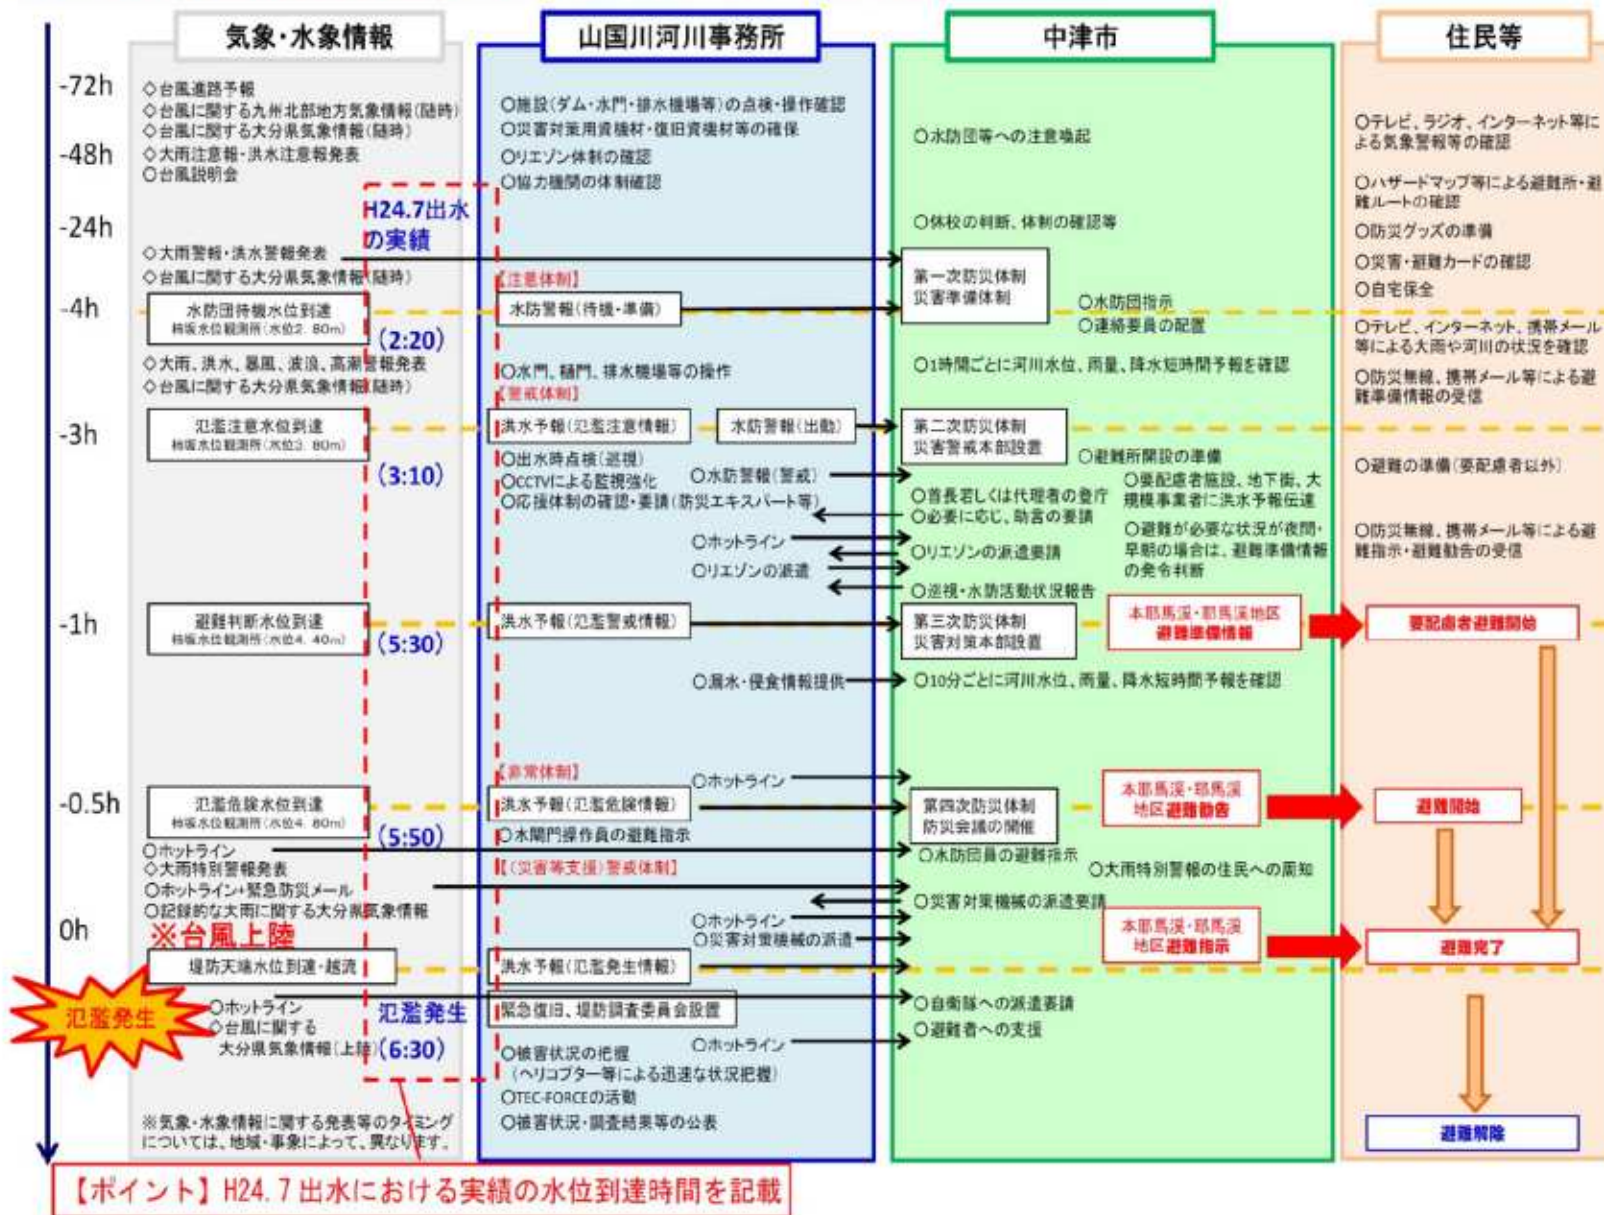 気象・水象情報
山国川河川事務所
中津市
住民等
-72h
-48h
-24h
-4h
-3h
-1h
-0.5h
0h
◇台風進路予報
◇台風に関する九州北部地方気象情報(随時)
◇台風に関する大分県気象情報(随時)
◇大雨注意報・洪水注意報発表
○台風説明会
H24.7出水
の実績
◇大雨警報・洪水警報発表
◇台風に関する大分県気象情報(随時)
水防団待機水位到達
柿坂水位観測所(水位2.80m)
(2:20)
◇大雨、洪水、暴風、波浪、高潮警報発表
◇台風に関する大分県気象情報(随時)
氾濫注意水位到達
柿坂水位観測所(水位3.80m)
(3:10)
避難判断水位到達
柿坂水位観測所(水位4.40m)
(5:30)
氾濫危険水位到達
柿坂水位観測所(水位4.80m)
(5:50)
○ホットライン
◇大雨特別警報発表
○ホットライン+緊急防災メール
○記録的な大雨に関する大分県気象情報
※台風上陸
堤防天端水位到達・越流
氾濫発生
○ホットライン
◇台風に関する
大分県気象情報(上陸)
氾濫発生
(6:30)
※気象・水象情報に関する発表等のタイミング
については、地域・事象によって、異なります。
○施設(ダム・水門・排水機場等)の点検・操作確認
○災害対策用資機材・復旧資機材等の確保
○リエゾン体制の確認
○協力機関の体制確認
【注意体制】
水防警報(待機・準備)
○水門、樋門、排水機場等の操作
【警戒体制】
洪水予報(氾濫注意情報)
水防警報(出動)
○出水時点検(巡視)
○CCTVによる監視強化
○応援体制の確認・要請(防災エキスパート等)
○水防警報(警戒)
○ホットライン
○リエゾンの派遣
洪水予報(氾濫警戒情報)
○漏水・侵食情報提供
【非常体制】
○ホットライン
洪水予報(氾濫危険情報)
○水閘門操作員の避難指示
【(災害等支援)警戒体制】
○ホットライン
○災害対策機械の派遣
洪水予報(氾濫発生情報)
緊急復旧、堤防調査委員会設置
○ホットライン
○被害状況の把握
(ヘリコプター等による迅速な状況把握)
○TEC-FORCEの活動
○被害状況・調査結果等の公表
○水防団等への注意喚起
○休校の判断、体制の確認等
第一次防災体制
災害準備体制
○水防団指示
○連絡要員の配置
○1時間ごとに河川水位、雨量、降水短時間予報を確認
第二次防災体制
災害警戒本部設置
○避難所開設の準備
○要配慮者施設、地下街、大
規模事業者に洪水予報伝達
○首長若しくは代理者の登庁
○必要に応じ、助言の要請
○避難が必要な状況が夜間・
早朝の場合は、避難準備情報
の発令判断
○リエゾンの派遣要請
○巡視・水防活動状況報告
第三次防災体制
災害対策本部設置
本耶馬渓・耶馬渓地区
避難準備情報
○10分ごとに河川水位、雨量、降水短時間予報を確認
第四次防災体制
防災会議の開催
本耶馬渓・耶馬渓
地区避難勧告
○水防団員の避難指示
○大雨特別警報の住民への周知
○災害対策機械の派遣要請
本耶馬渓・耶馬渓
地区避難指示
○自衛隊への派遣要請
○避難者への支援
○テレビ、ラジオ、インターネット等に
よる気象警報等の確認
○ハザードマップ等による避難所・避
難ルートの確認
○防災グッズの準備
○災害・避難カードの確認
○自宅保全
○テレビ、インターネット、携帯メール
等による大雨や河川の状況を確認
○防災無線、携帯メール等による避
難準備情報の受信
○避難の準備(要配慮者以外)
○防災無線、携帯メール等による避
難指示・避難勧告の受信
要配慮者避難開始
避難開始
避難完了
避難解除
【ポイント】H24.7出水における実績の水位到達時間を記載